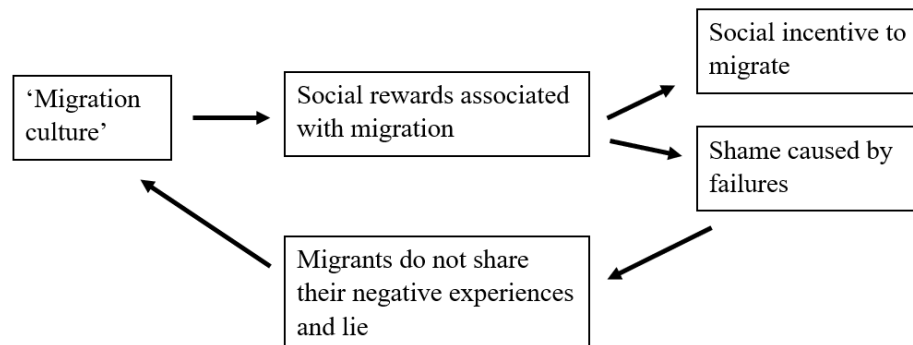 ‘Migration
culture’
Social rewards associated
with migration
Social incentive to
migrate
Shame caused by
failures
Migrants do not share
their negative experiences
and lie